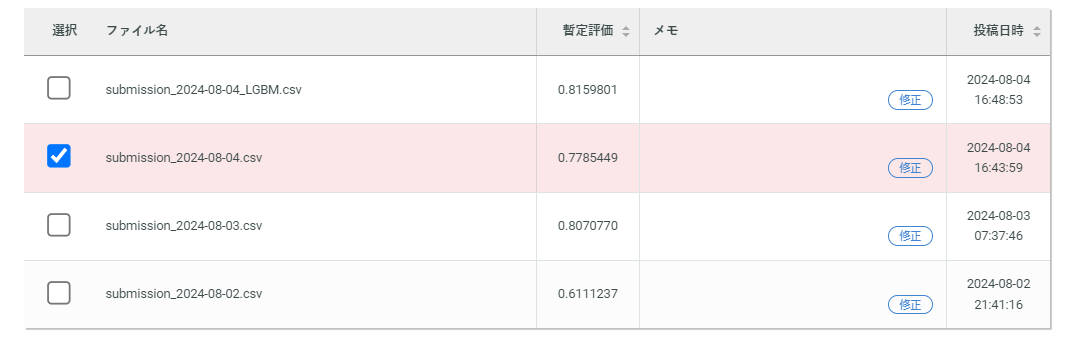 選択 ファイル名 暫定評価 メモ 投稿日時
submission_2024-08-04_LGBM.csv 0.8159801 修正 2024-08-04
16:48:53
submission_2024-08-04.csv 0.7785449 修正 2024-08-04
16:43:59
submission_2024-08-03.csv 0.8070770 修正 2024-08-03
07:37:46
submission_2024-08-02.csv 0.6111237 修正 2024-08-02
21:41:16